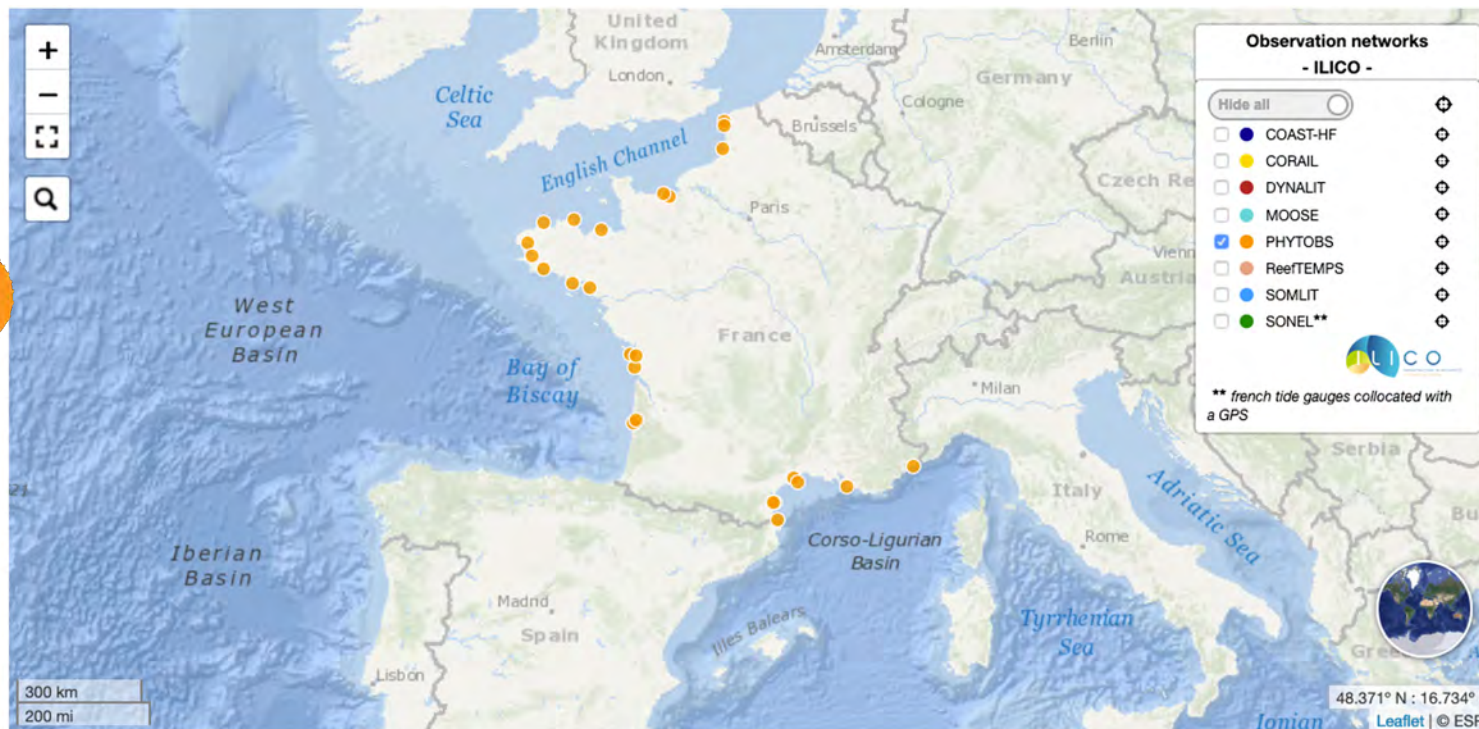 +
−
United
Kingdom
London
Amsterdam
Berlin
Germany
Celtic
Sea
Cologne
Brussels
English Channel
Czech Re
Paris
Vienn
Austria
West
European
Basin
France
Bay of
Biscay
Milan
Serbia
Adriatic Sea
Italy
Rome
Corso-Ligurian
Basin
Iberian
Basin
Madrid
Spain
Illes Balears
Tyrrhenian
Sea
Lisbon
Bu
Gree
Ionian
21
300 km
200 mi
Observation networks
- ILICO -
Hide all
COAST-HF
CORAIL
DYNALIT
MOOSE
PHYTOBS
ReefTEMPS
SOMLIT
SONEL**
ILICO
** french tide gauges collocated with
a GPS
48.371° N : 16.734°
Leaflet | © ESR